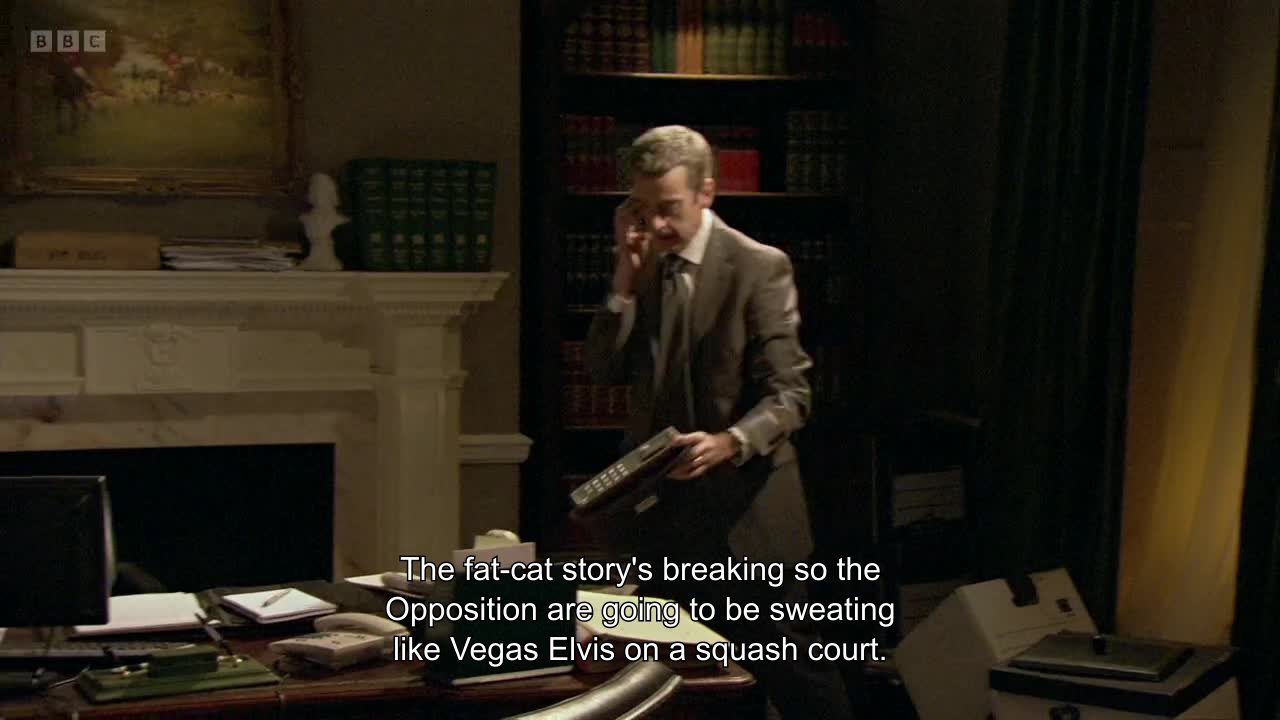 BBC
The fat-cat story's breaking so the
Opposition are going to be sweating
like Vegas Elvis on a squash court.